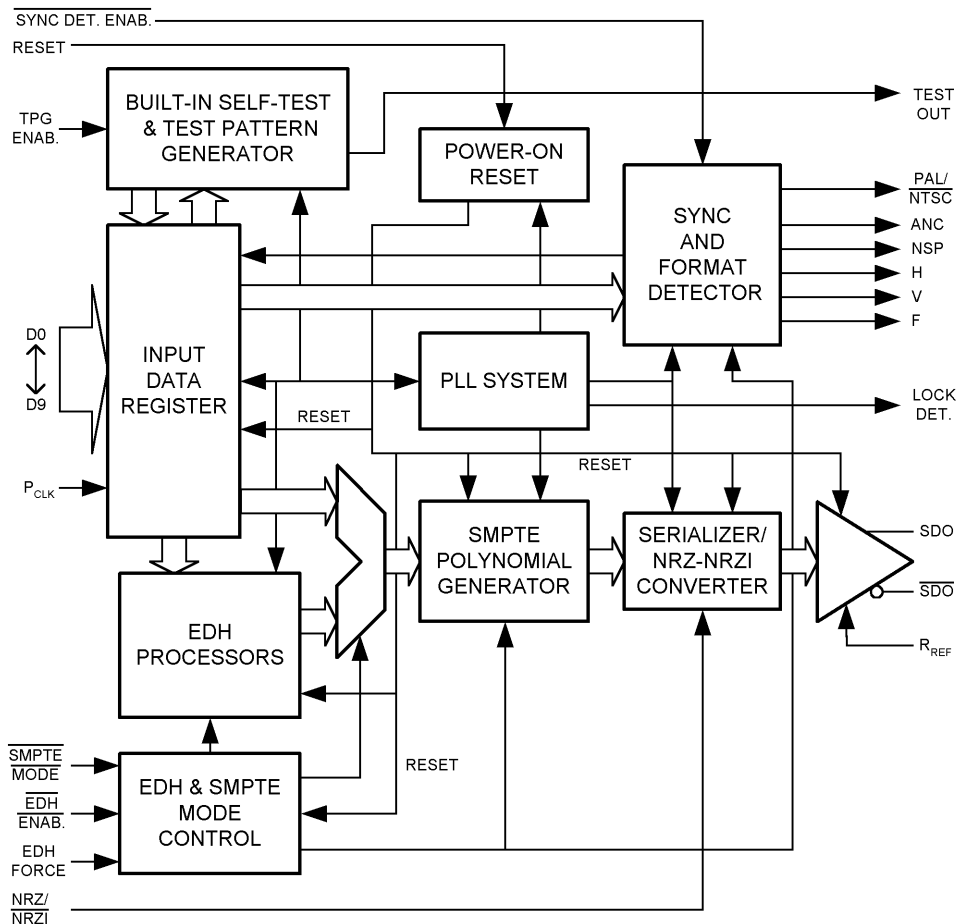 SYNC DET. ENAB.
RESET
BUILT-IN SELF-TEST
& TEST PATTERN
GENERATOR
TPG
ENAB.
TEST
OUT
POWER-ON
RESET
SYNC
AND
FORMAT
DETECTOR
PAL/
NTSC
ANC
NSP
H
V
F
D0
D9
INPUT
DATA
REGISTER
PLL SYSTEM
LOCK
DET.
RESET
RESET
PCLK
SMPTE
POLYNOMIAL
GENERATOR
SERIALIZER/
NRZ-NRZI
CONVERTER
SDO
SDO
RREF
EDH
PROCESSORS
RESET
SMPTE
MODE
EDH
ENAB.
EDH
FORCE
EDH & SMPTE
MODE
CONTROL
NRZ/
NRZI